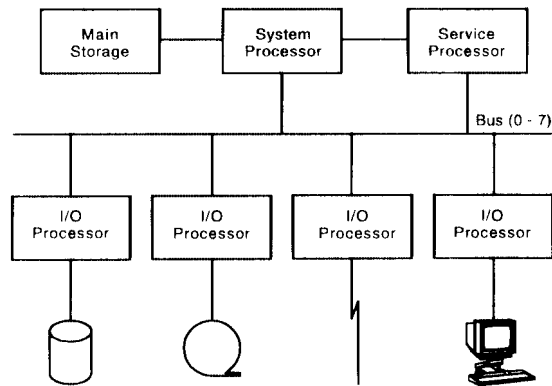 Main
Storage
System
Processor
Service
Processor
Bus (0 - 7)
I/O
Processor
I/O
Processor
I/O
Processor
I/O
Processor